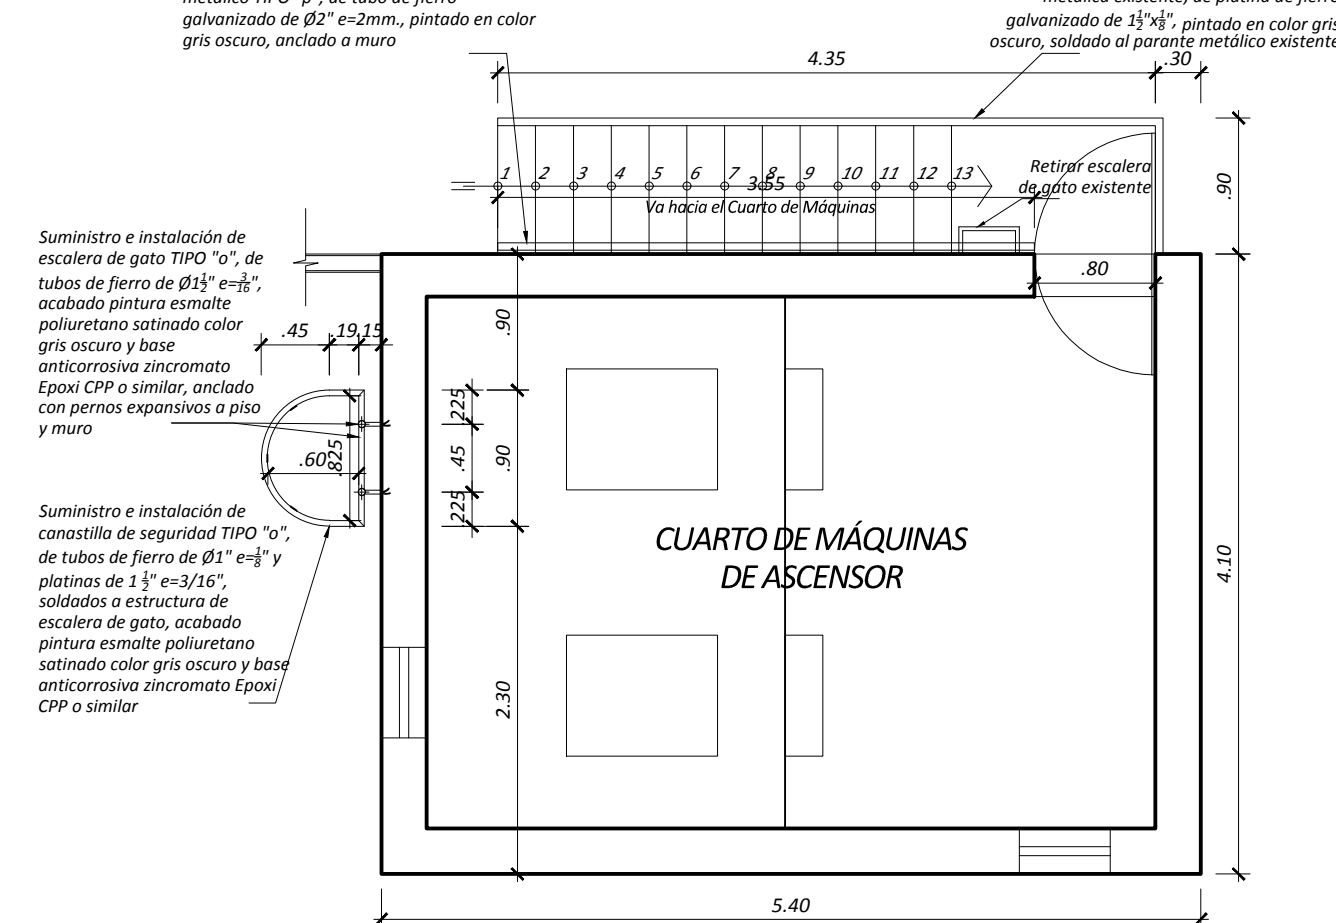 metálico TIPO "p", de tubo de fierro
galvanizado de Ø2" e=2mm., pintado en color
gris oscuro, anclado a muro
metálica existente, de platina de fierro
galvanizado de 1½"x⅛", pintado en color gris
oscuro, soldado al parante metálico existente
4.35
.30
1 2 3 4 5 6 7 8 9 10 11 12 13
3.55
Va hacia el Cuarto de Máquinas
Retirar escalera
de gato existente
.90
.80
Suministro e instalación de
escalera de gato TIPO "o", de
tubos de fierro de Ø1½" e=3/16",
acabado pintura esmalte
poliuretano satinado color
gris oscuro y base
anticorrosiva zincromato
Epoxi CPP o similar, anclado
con pernos expansivos a piso
y muro
.45
.19
.15
.90
.225
.45
.90
.225
.60
.825
Suministro e instalación de
canastilla de seguridad TIPO "o",
de tubos de fierro de Ø1" e=⅛" y
platinas de 1 ½" e=3/16",
soldados a estructura de
escalera de gato, acabado
pintura esmalte poliuretano
satinado color gris oscuro y base
anticorrosiva zincromato Epoxi
CPP o similar
CUARTO DE MÁQUINAS
DE ASCENSOR
4.10
2.30
5.40